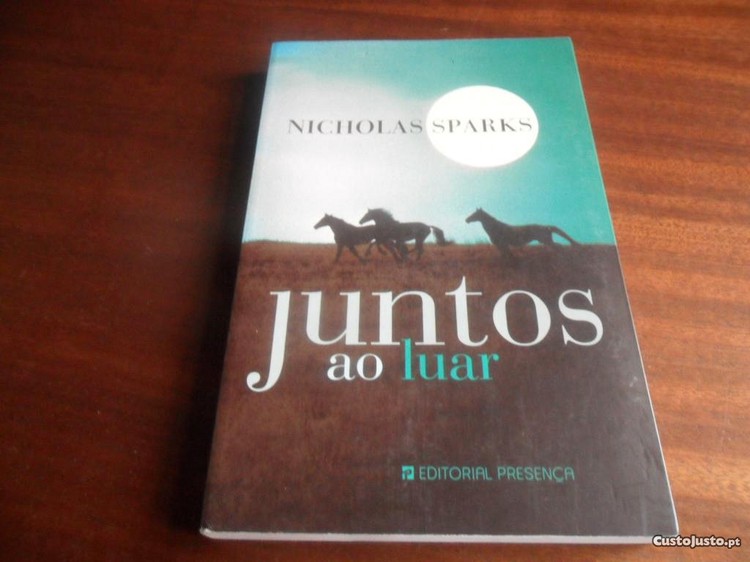 NICHOLAS SPARKS
juntos
ao luar
EDITORIAL PRESENÇA
CustoJusto.pt